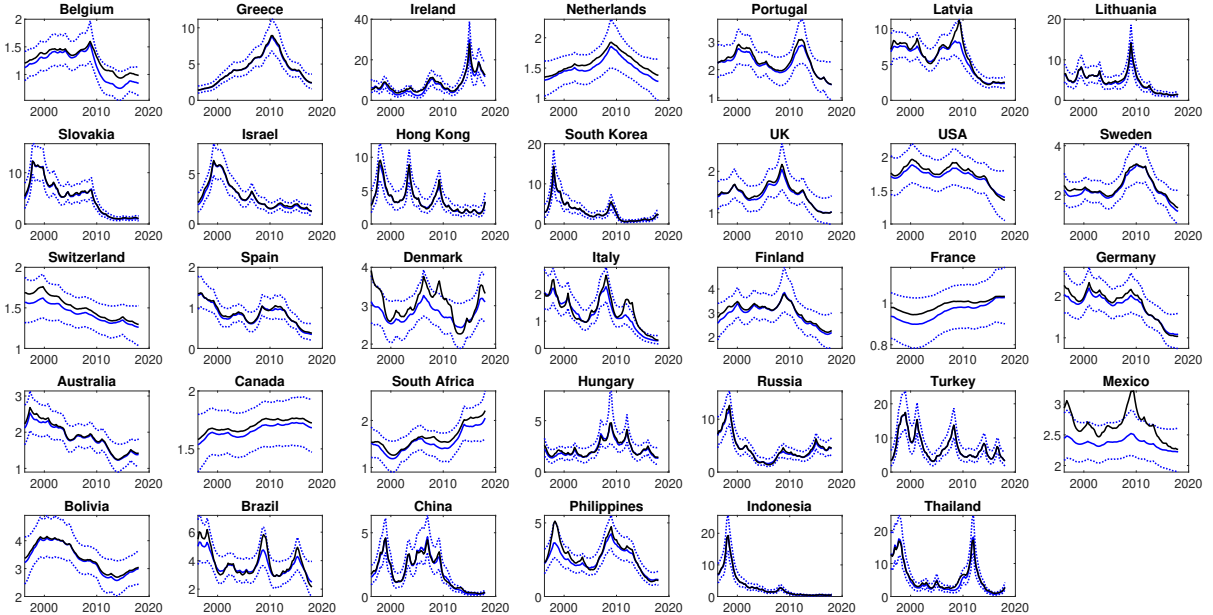 Belgium Greece Ireland Netherlands Portugal Latvia Lithuania
2 1.5 1 10 5 0 40 20 0 2 1.5 1 3 2 1 10 5 0 20 10 0
2000 2010 2020 2000 2010 2020 2000 2010 2020 2000 2010 2020 2000 2010 2020 2000 2010 2020 2000 2010 2020
Slovakia Israel Hong Kong South Korea UK USA Sweden
10 0 5 0 10 5 0 20 10 0 2 1 2 1.5 1 4 2
2000 2010 2020 2000 2010 2020 2000 2010 2020 2000 2010 2020 2000 2010 2020 2000 2010 2020 2000 2010 2020
Switzerland Spain Denmark Italy Finland France Germany
2 1.5 1 2 1 0 4 3 2 3 2 1 0 4 3 2 1 0.8 2 1
2000 2010 2020 2000 2010 2020 2000 2010 2020 2000 2010 2020 2000 2010 2020 2000 2010 2020 2000 2010 2020
Australia Canada South Africa Hungary Russia Turkey Mexico
3 2 1 2 1.5 2 1 5 0 10 5 0 20 10 0 3 2.5 2
2000 2010 2020 2000 2010 2020 2000 2010 2020 2000 2010 2020 2000 2010 2020 2000 2010 2020 2000 2010 2020
Bolivia Brazil China Philippines Indonesia Thailand
5 4 3 2 6 4 2 6 4 2 0 5 0 20 10 0 20 10 0
2000 2010 2020 2000 2010 2020 2000 2010 2020 2000 2010 2020 2000 2010 2020 2000 2010 2020